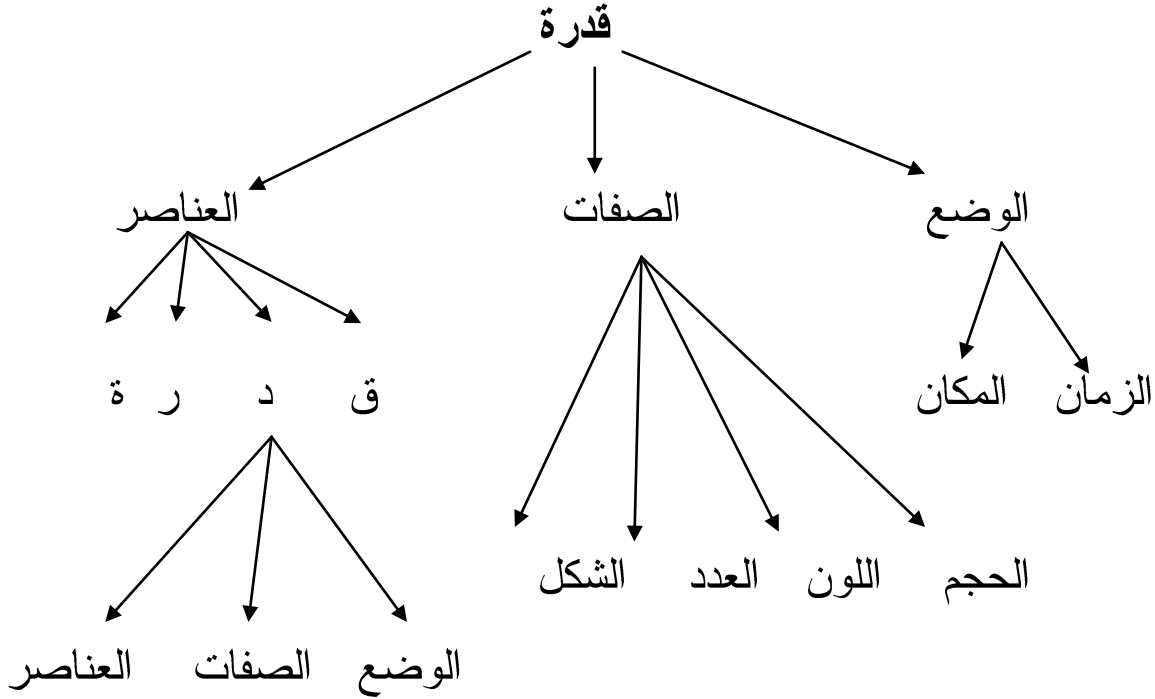 قدرة
الوضع الصفات العناصر
ق د ر ة
الزمان المكان
الحجم اللون العدد الشكل
الوضع الصفات العناصر